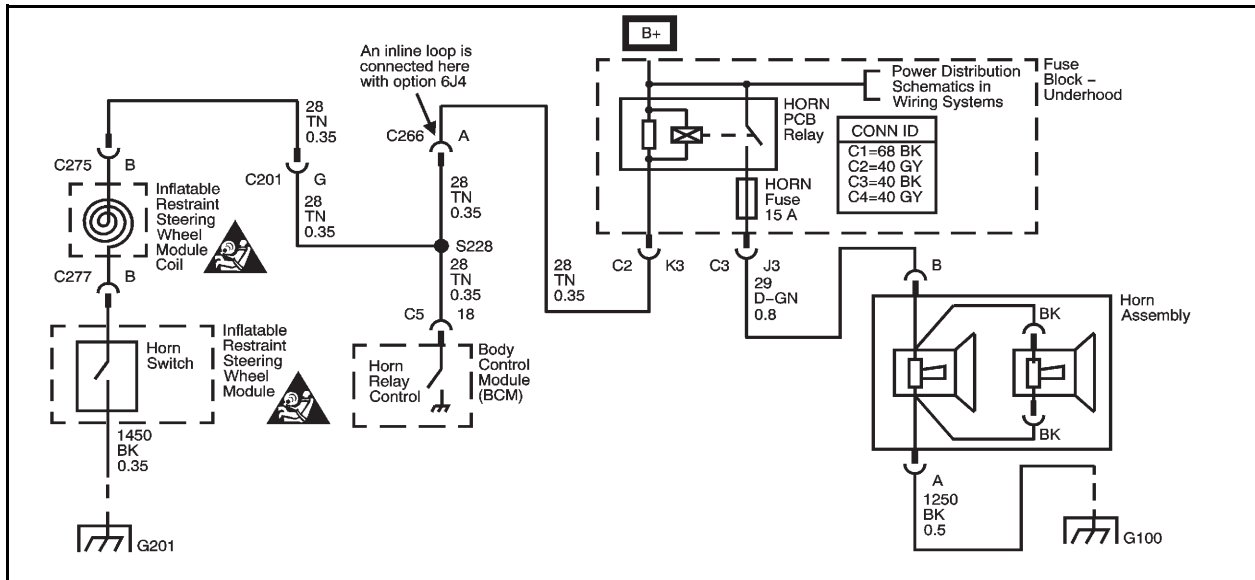 B+
An inline loop is
connected here
with option 6J4
Power Distribution
Schematics in
Wiring Systems
Fuse
Block –
Underhood
28
TN
0.35
C266
A
HORN
PCB
Relay
CONN ID
C1=68 BK
C2=40 GY
C3=40 BK
C4=40 GY
C275
B
C201
G
28
TN
0.35
28
TN
0.35
HORN
Fuse
15 A
Inflatable
Restraint
Steering
Wheel
Module
Coil
S228
C277
B
28
TN
0.35
28
TN
0.35
C2
K3
C3
J3
29
D–GN
0.8
B
Horn
Assembly
BK
BK
C5
18
Horn
Switch
Inflatable
Restraint
Steering
Wheel
Module
Horn
Relay
Control
Body
Control
Module
(BCM)
1450
BK
0.35
G201
A
1250
BK
0.5
G100